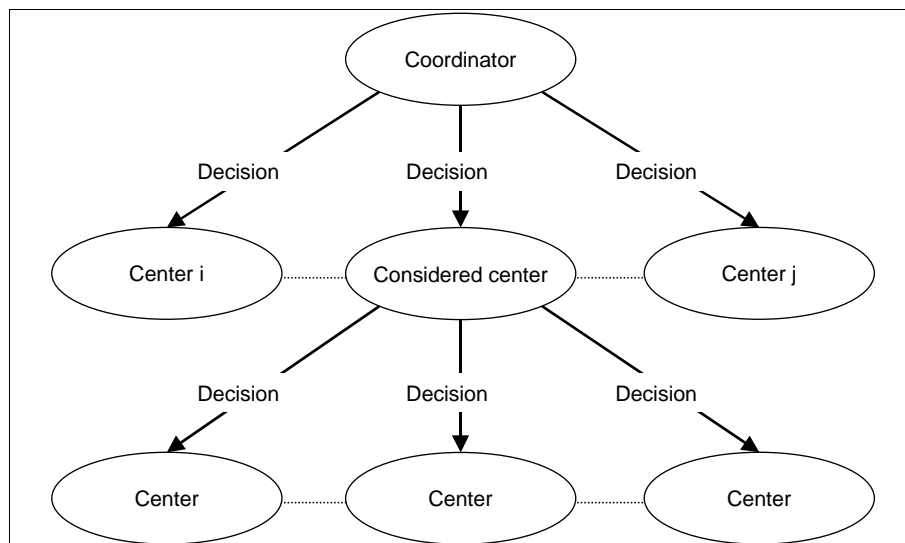 Coordinator
Decision
Decision
Decision
Center i
Considered center
Center j
Decision
Decision
Decision
Center
Center
Center